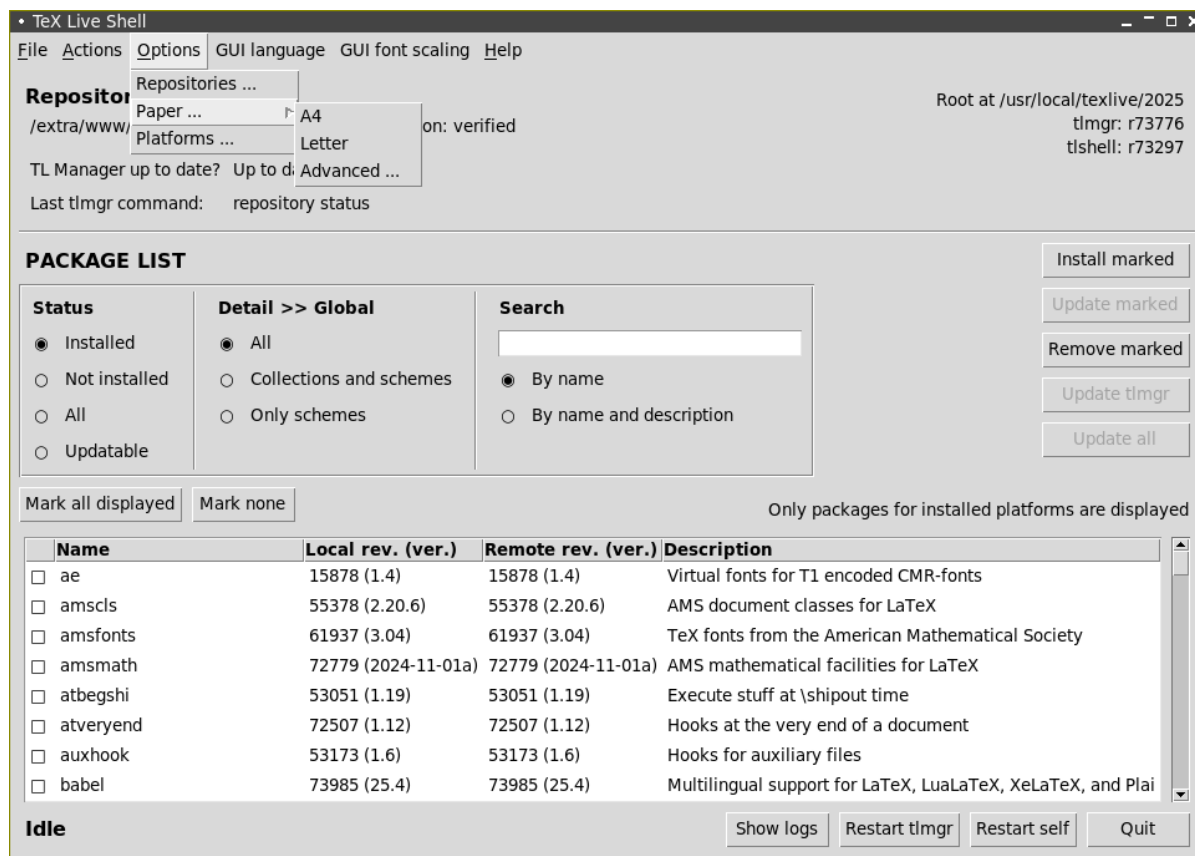 TeX Live Shell
File Actions Options GUI language GUI font scaling Help
Repositories ...
Paper ...
Platforms ...
A4
Letter
Advanced ...
/extra/www/ on: verified
Root at /usr/local/texlive/2025
tlmgr: r73776
tlshell: r73297
TL Manager up to date? Up to
Last tlmgr command: repository status
PACKAGE LIST
Install marked
Update marked
Remove marked
Update tlmgr
Update all
Status
Installed
Not installed
All
Updatable
Detail >> Global
All
Collections and schemes
Only schemes
Search
By name
By name and description
Mark all displayed Mark none
Only packages for installed platforms are displayed
Name Local rev. (ver.) Remote rev. (ver.) Description
ae 15878 (1.4) 15878 (1.4) Virtual fonts for T1 encoded CMR-fonts
amscls 55378 (2.20.6) 55378 (2.20.6) AMS document classes for LaTeX
amsfonts 61937 (3.04) 61937 (3.04) TeX fonts from the American Mathematical Society
amsmath 72779 (2024-11-01a) 72779 (2024-11-01a) AMS mathematical facilities for LaTeX
atbegshi 53051 (1.19) 53051 (1.19) Execute stuff at \shipout time
atveryend 72507 (1.12) 72507 (1.12) Hooks at the very end of a document
auxhook 53173 (1.6) 53173 (1.6) Hooks for auxiliary files
babel 73985 (25.4) 73985 (25.4) Multilingual support for LaTeX, LuaLaTeX, XeLaTeX, and Plai
Idle
Show logs Restart tlmgr Restart self Quit